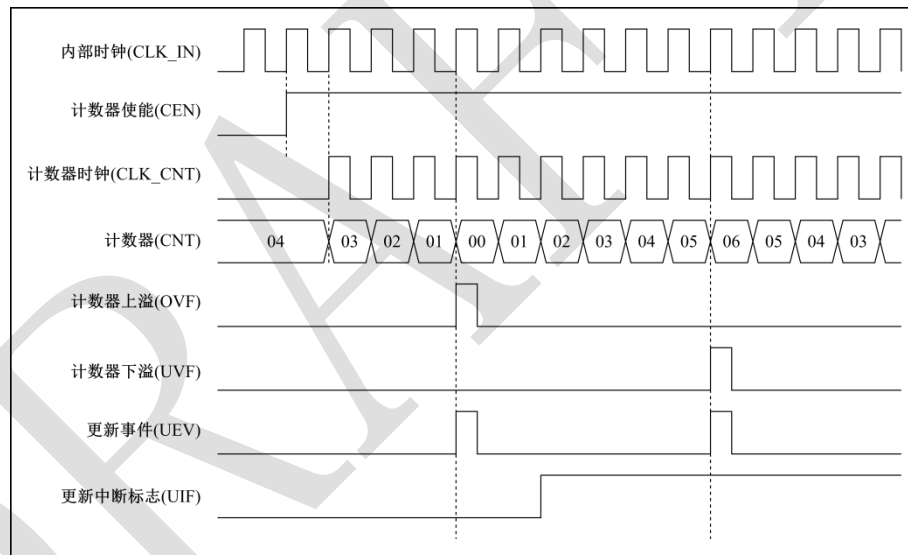 内部时钟(CLK_IN)
计数器使能(CEN)
计数器时钟(CLK_CNT)
计数器(CNT) 04 03 02 01 00 01 02 03 04 05 06 05 04 03
计数器上溢(OVF)
计数器下溢(UVF)
更新事件(UEV)
更新中断标志(UIF)